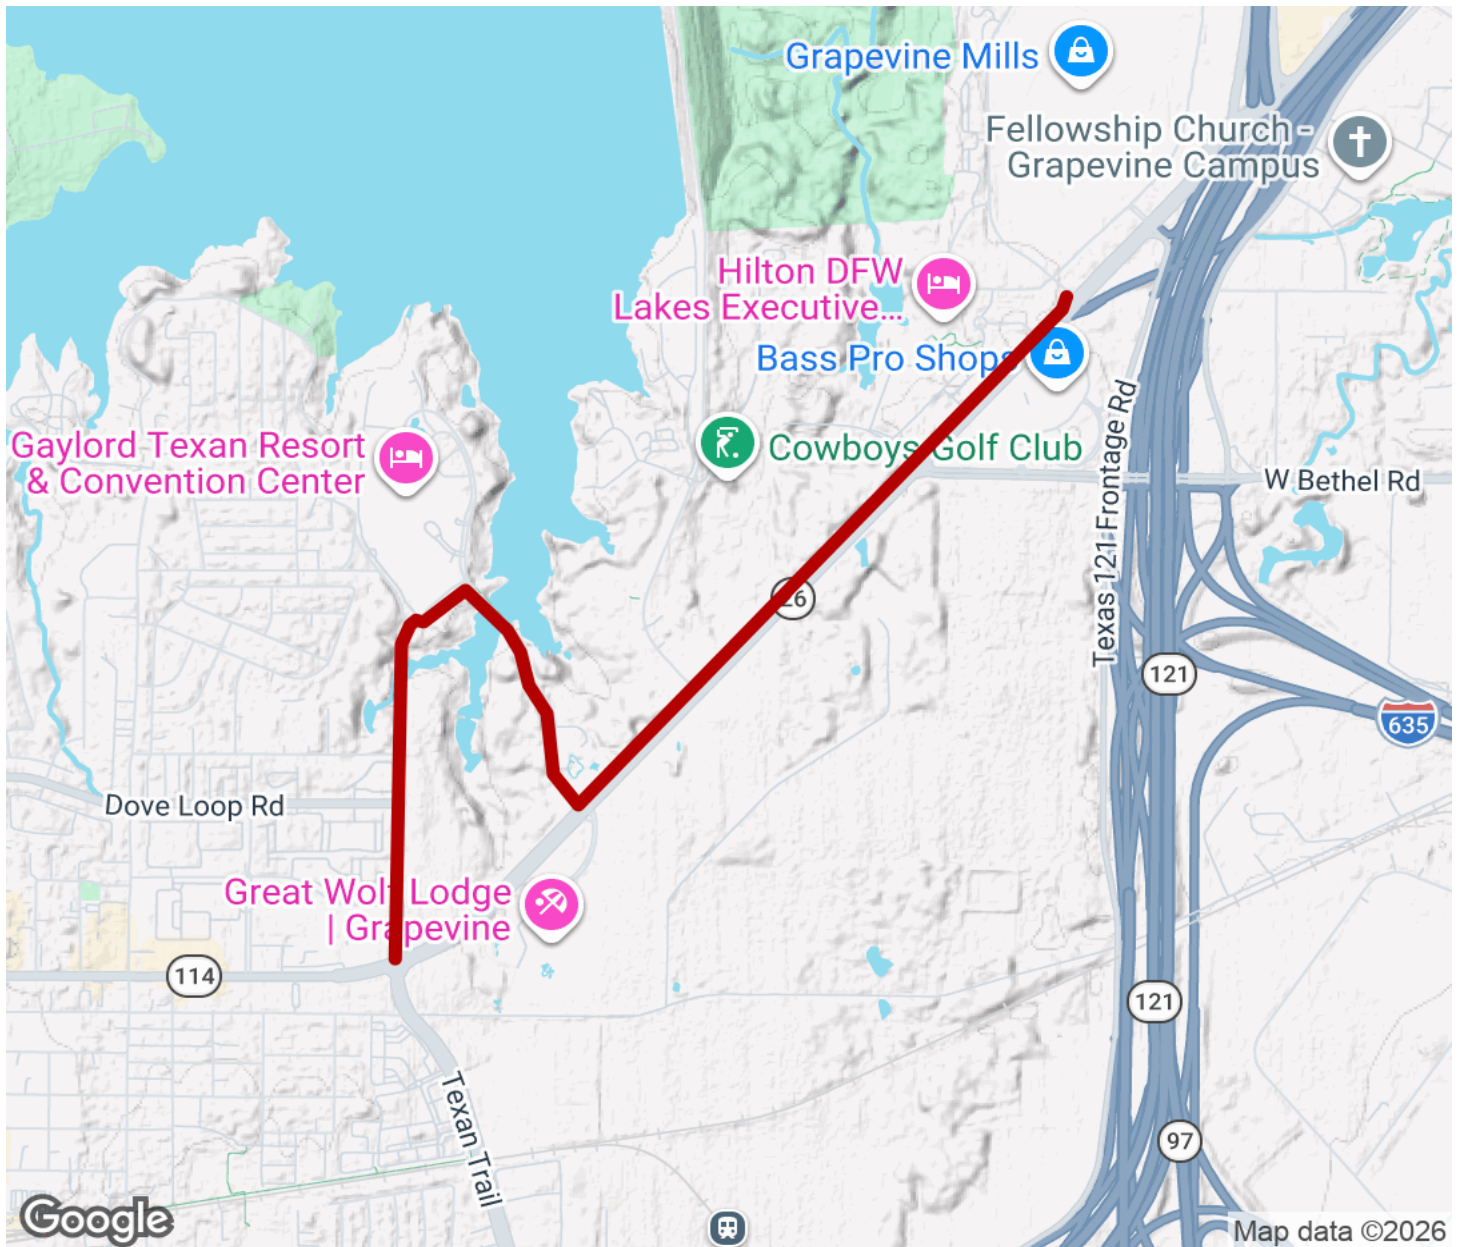 Grapevine Mills
Fellowship Church -
Grapevine Campus
Hilton DFW
Lakes Executive...
Bass Pro Shops
Gaylord Texan Resort
& Convention Center
Cowboys Golf Club
W Bethel Rd
Texas 121 Frontage Rd
26
121
635
Dove Loop Rd
Great Wolf Lodge
| Grapevine
114
121
Texan Trail
97
Google
Map data ©2026